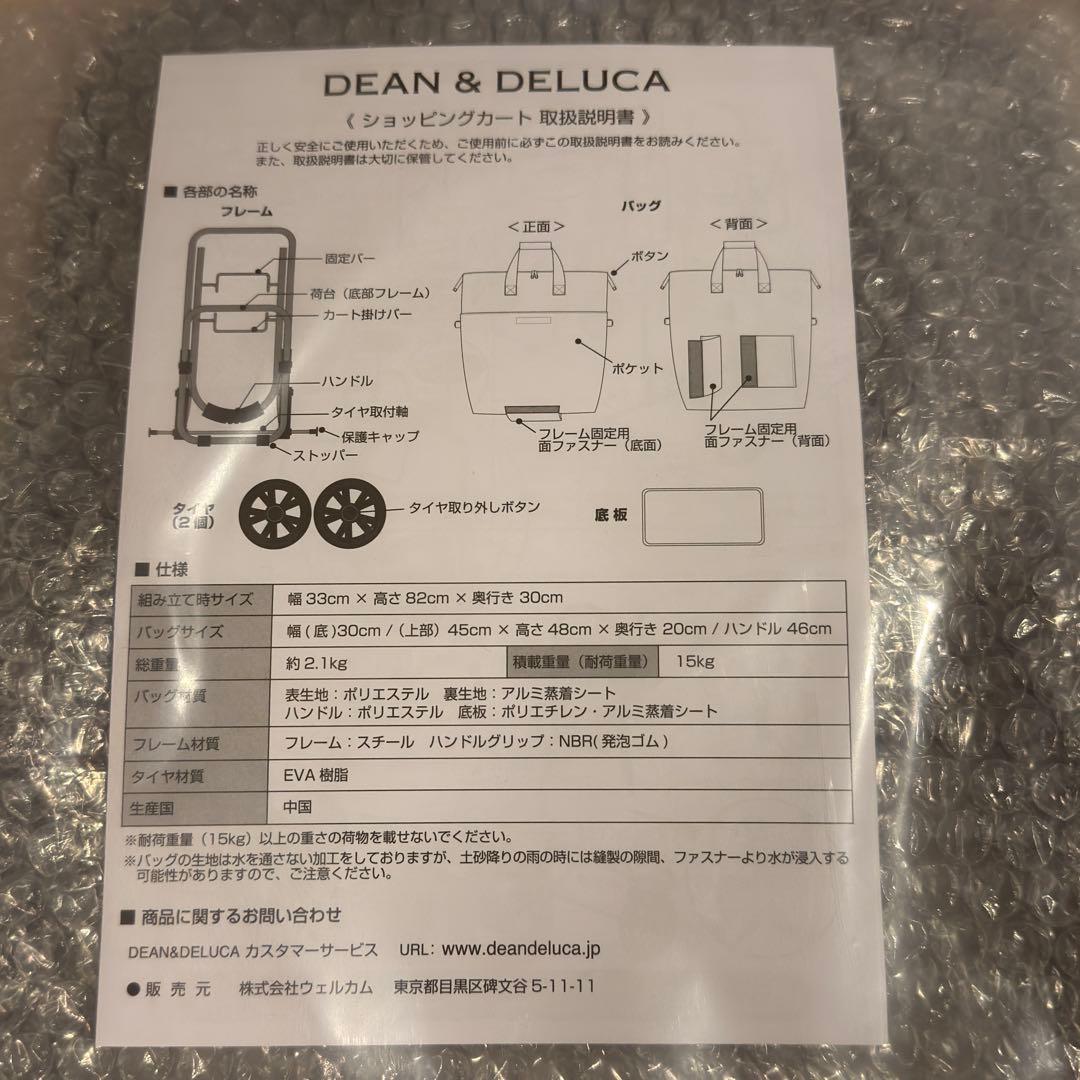 DEAN & DELUCA
《 ショッピングカート 取扱説明書 》
正しく安全にご使用いただくため、ご使用前に必ずこの取扱説明書をお読みください。
また、取扱説明書は大切に保管してください。
■ 各部の名称
フレーム
バッグ
＜正面＞
＜背面＞
固定バー
荷台（底部フレーム）
カート掛けバー
ハンドル
タイヤ取付軸
保護キャップ
ストッパー
ボタン
ポケット
フレーム固定用
面ファスナー（底面）
フレーム固定用
面ファスナー（背面）
タイヤ
（2個）
タイヤ取り外しボタン
底板
■ 仕様
組み立て時サイズ 幅33cm × 高さ82cm × 奥行き 30cm
バッグサイズ 幅(底)30cm /（上部）45cm × 高さ48cm × 奥行き 20cm / ハンドル 46cm
総重量 約2.1kg 積載重量（耐荷重量） 15kg
バッグ材質 表生地：ポリエステル 裏生地：アルミ蒸着シート
ハンドル：ポリエステル 底板：ポリエチレン・アルミ蒸着シート
フレーム材質 フレーム：スチール ハンドルグリップ：NBR(発泡ゴム)
タイヤ材質 EVA樹脂
生産国 中国
※耐荷重量（15kg）以上の重さの荷物を載せないでください。
※バッグの生地は水を通さない加工をしておりますが、土砂降りの雨の時には縫製の隙間、ファスナーより水が浸入する
可能性がありますので、ご注意ください。
■ 商品に関するお問い合わせ
DEAN&DELUCA カスタマーサービス URL: www.deandeluca.jp
●販売元 株式会社ウェルカム 東京都目黒区碑文谷5-11-11